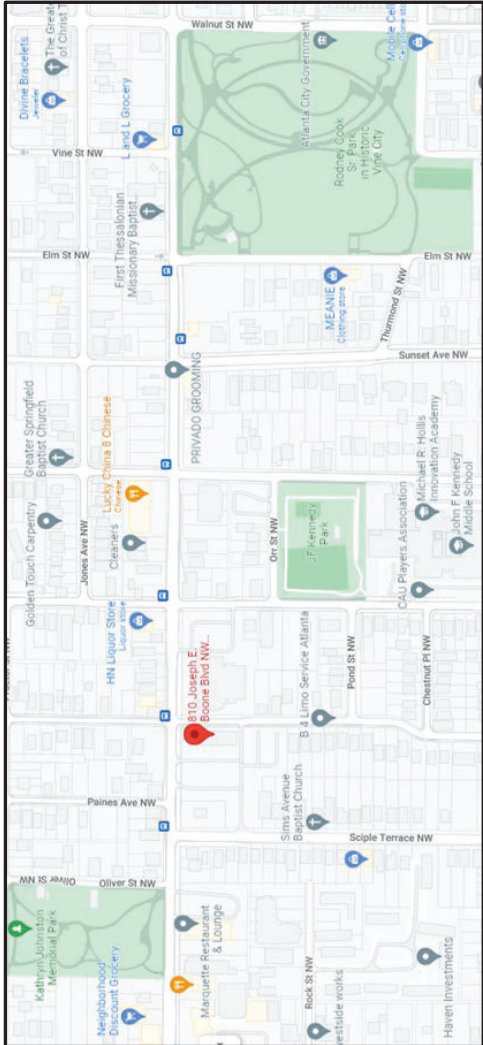 Walnut St NW
The Greate
of Christ T
Divine Bracelets
Jeweler
L and L Grocery
Atlanta City Government
Mobile Cell
Cell phone store
Rodney Cook
Sr. Park
in Historic
Vine City
Vine St NW
First Thessalonian
Missionary Baptist...
Elm St NW
Elm St NW
MEANIE
Clothing store
Thurmond St NW
Sunset Ave NW
PRIVADO GROOMING
Greater Springfield
Baptist Church
Lucky China 8 Chinese
Chinese
Golden Touch Carpentry
Jones Ave NW
Cleaners
Orr St NW
J F Kennedy
Park
Michael R. Hollis
Innovation Academy
John F Kennedy
Middle School
CAU Players Association
HN Liquor Store
Liquor store
810 Joseph E.
Boone Blvd NW...
B 4 Limo Service Atlanta
Pond St NW
Chestnut Pl NW
Paines Ave NW
Sims Avenue
Baptist Church
Sciple Terrace NW
Oliver St NW
Oliver St NW
Kathryn Johnston
Memorial Park
Neighborhood
Discount Grocery
Marquette Restaurant
& Lounge
Rock St NW
vestside works
Haven Investments